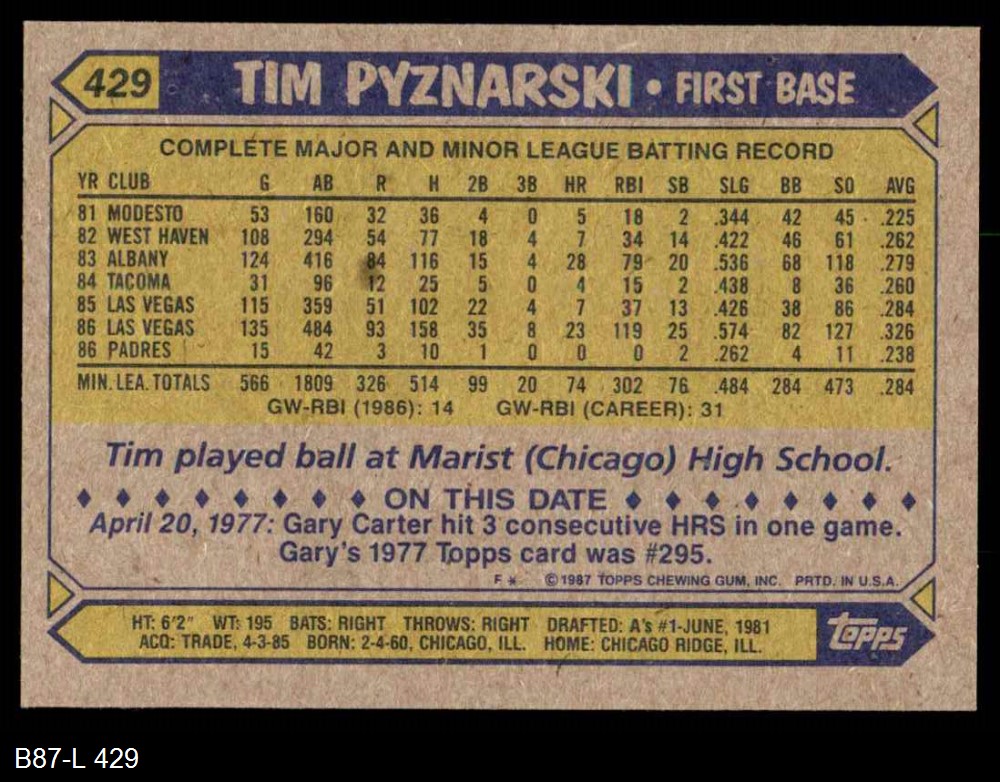 429 TIM PYZNARSKI • FIRST BASE
COMPLETE MAJOR AND MINOR LEAGUE BATTING RECORD
YR CLUB G AB R H 2B 3B HR RBI SB SLG BB SO AVG
81 MODESTO 53 160 32 36 4 0 5 18 2 .344 42 45 .225
82 WEST HAVEN 108 294 54 77 18 4 7 34 14 .422 46 61 .262
83 ALBANY 124 416 84 116 15 4 28 79 20 .536 68 118 .279
84 TACOMA 31 96 12 25 5 0 4 15 2 .438 8 36 .260
85 LAS VEGAS 115 359 51 102 22 4 7 37 13 .426 38 86 .284
86 LAS VEGAS 135 484 93 158 35 8 23 119 25 .574 82 127 .326
86 PADRES 15 42 3 10 1 0 0 0 2 .262 4 11 .238
MIN. LEA. TOTALS 566 1809 326 514 99 20 74 302 76 .484 284 473 .284
GW-RBI (1986): 14 GW-RBI (CAREER): 31
Tim played ball at Marist (Chicago) High School.
♦ ♦ ♦ ♦ ♦ ♦ ♦ ♦ ON THIS DATE ♦ ♦ ♦ ♦ ♦ ♦ ♦ ♦
April 20, 1977: Gary Carter hit 3 consecutive HRS in one game.
Gary's 1977 Topps card was #295.
F * © 1987 TOPPS CHEWING GUM, INC. PRTD. IN U.S.A.
HT: 6'2" WT: 195 BATS: RIGHT THROWS: RIGHT DRAFTED: A's #1-JUNE, 1981
ACQ: TRADE, 4-3-85 BORN: 2-4-60, CHICAGO, ILL. HOME: CHICAGO RIDGE, ILL.
topps
B87-L 429